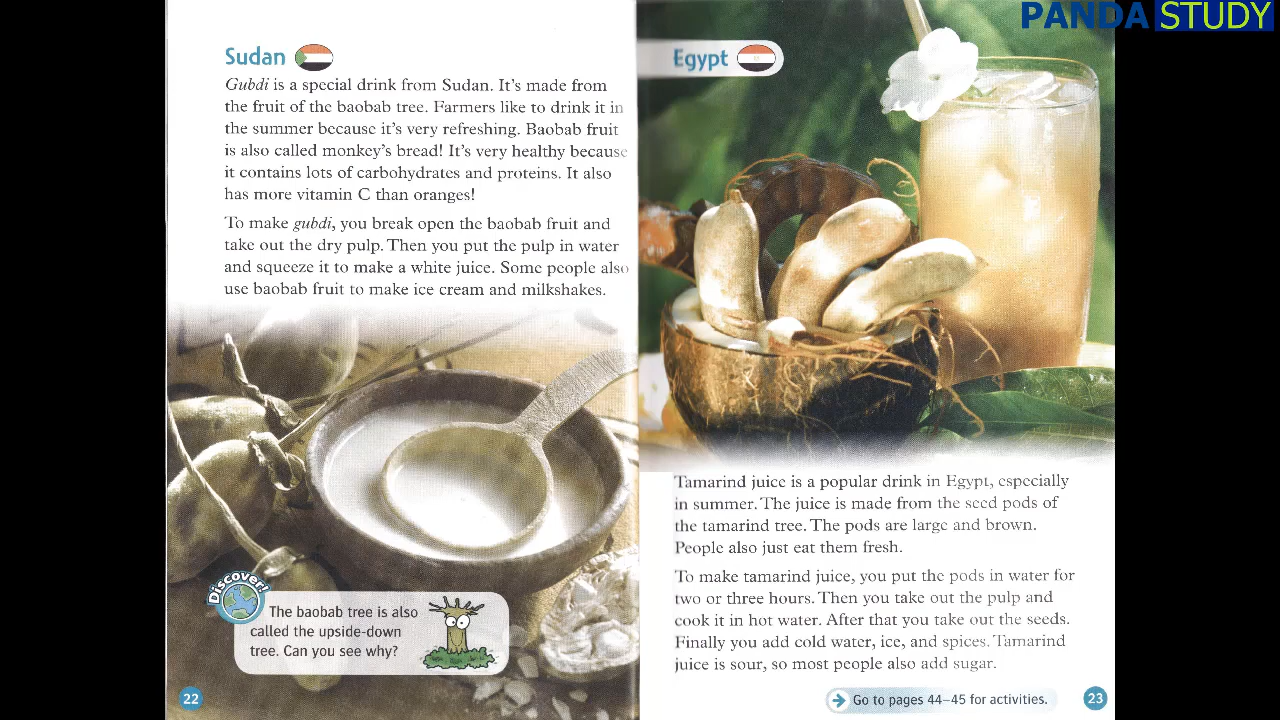 PANDA STUDY
Sudan
Gubdi is a special drink from Sudan. It's made from
the fruit of the baobab tree. Farmers like to drink it in
the summer because it's very refreshing. Baobab fruit
is also called monkey's bread! It's very healthy because
it contains lots of carbohydrates and proteins. It also
has more vitamin C than oranges!
To make gubdi, you break open the baobab fruit and
take out the dry pulp. Then you put the pulp in water
and squeeze it to make a white juice. Some people also
use baobab fruit to make ice cream and milkshakes.
Discover!
The baobab tree is also
called the upside-down
tree. Can you see why?
22
Egypt
Tamarind juice is a popular drink in Egypt, especially
in summer. The juice is made from the seed pods of
the tamarind tree. The pods are large and brown.
People also just eat them fresh.
To make tamarind juice, you put the pods in water for
two or three hours. Then you take out the pulp and
cook it in hot water. After that you take out the seeds.
Finally you add cold water, ice, and spices. Tamarind
juice is sour, so most people also add sugar.
Go to pages 44–45 for activities.
23